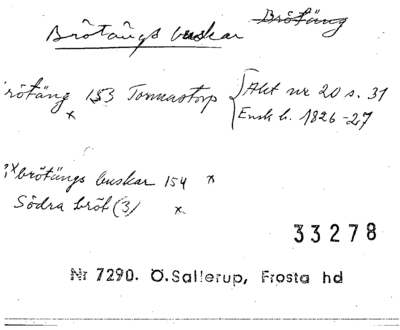 Brötängs buskar Brötäng
rötäng 153 Tormastorp { Akt nr 20 s. 31
x Ensk b. 1826-27
brötängs buskar 154 x
Södra bröt (3) x
33278
Nr 7290. Ö.Sallerup, Frosta hd